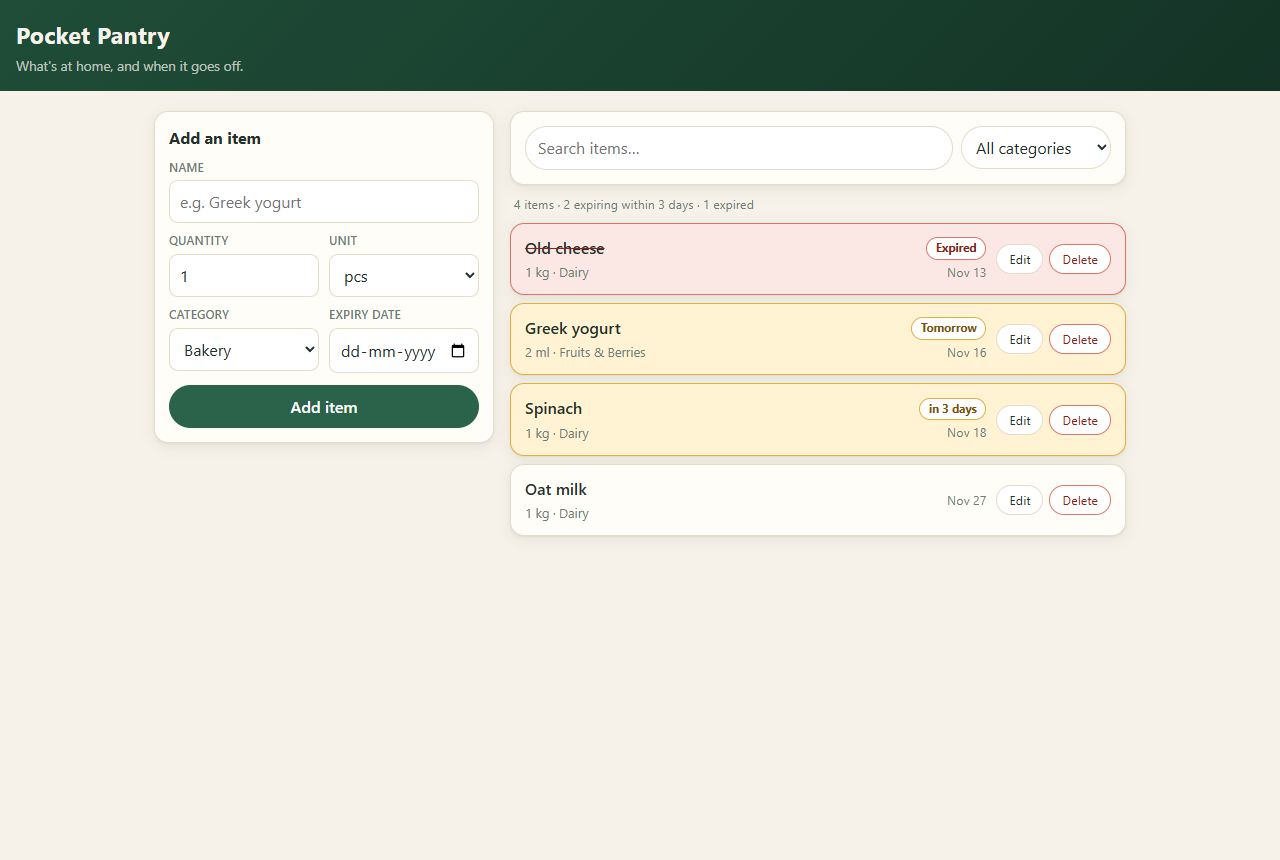 Pocket Pantry
What's at home, and when it goes off.
Add an item
NAME
e.g. Greek yogurt
QUANTITY UNIT
1 pcs
CATEGORY EXPIRY DATE
Bakery dd-mm-yyyy
Add item
Search items... All categories
4 items · 2 expiring within 3 days · 1 expired
Old cheese Expired
1 kg · Dairy Nov 13 Edit Delete
Greek yogurt Tomorrow
2 ml · Fruits & Berries Nov 16 Edit Delete
Spinach in 3 days
1 kg · Dairy Nov 18 Edit Delete
Oat milk
1 kg · Dairy Nov 27 Edit Delete